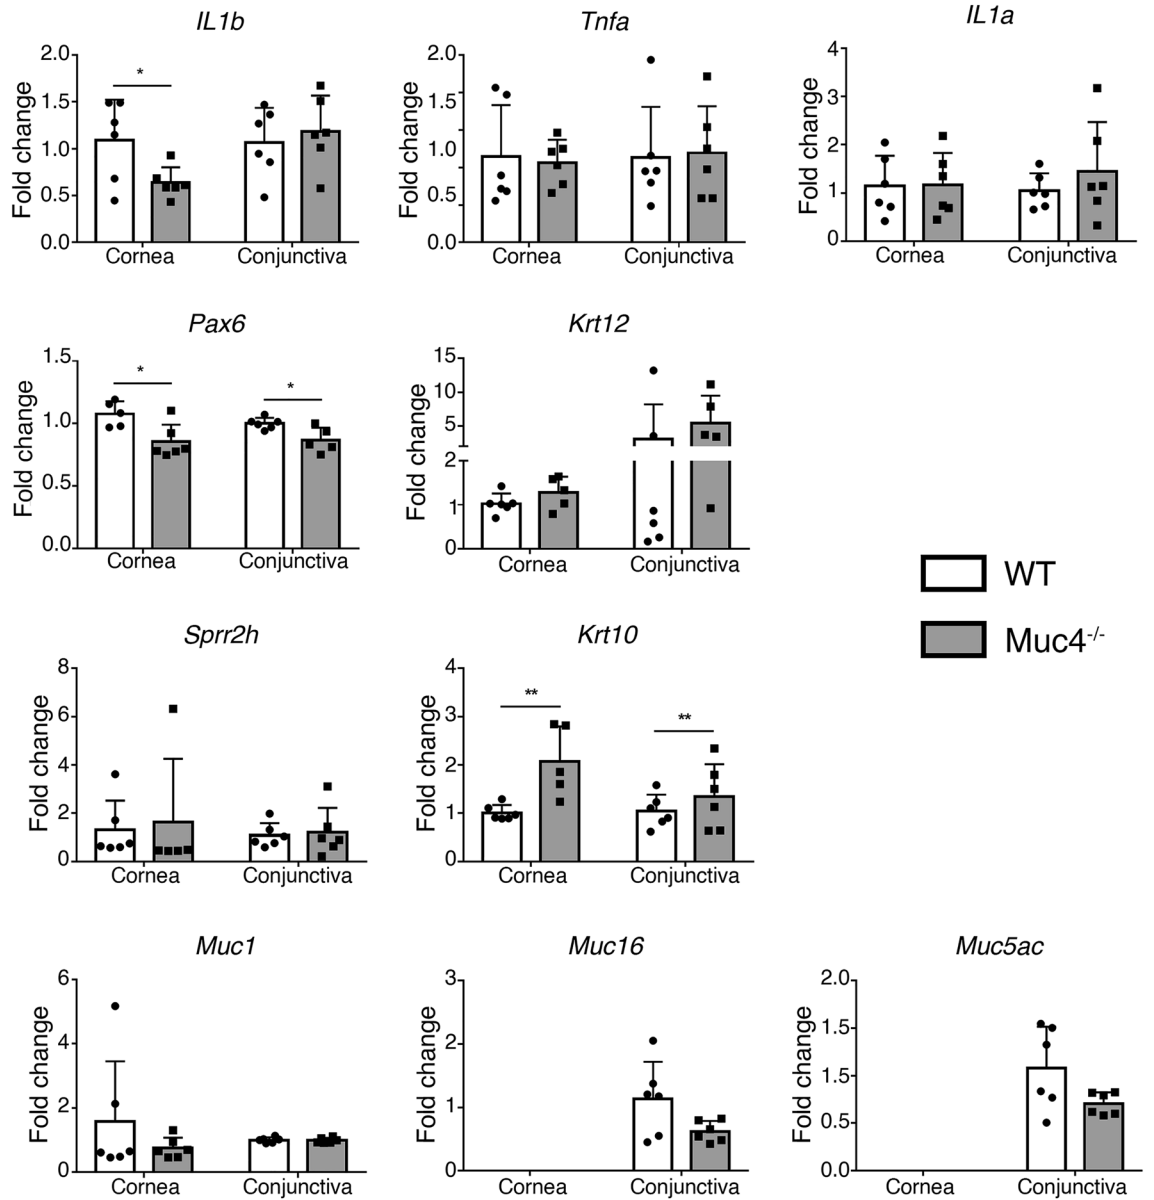 IL1b
2.0
1.5
1.0
0.5
0.0
Fold change
*
Cornea
Conjunctiva
Tnfa
2.0
1.5
1.0
0.5
0.0
Fold change
Cornea
Conjunctiva
IL1a
4
3
2
1
0
Fold change
Cornea
Conjunctiva
Pax6
1.5
1.0
0.5
0.0
Fold change
*
*
Cornea
Conjunctiva
Krt12
15
10
5
2
1
0
Fold change
Cornea
Conjunctiva
WT
Muc4-/-
Sprr2h
8
6
4
2
0
Fold change
Cornea
Conjunctiva
Krt10
4
3
2
1
0
Fold change
**
**
Cornea
Conjunctiva
Muc1
6
4
2
0
Fold change
Cornea
Conjunctiva
Muc16
3
2
1
0
Fold change
Cornea
Conjunctiva
Muc5ac
2.0
1.5
1.5
0.5
0.0
Fold change
Cornea
Conjunctiva